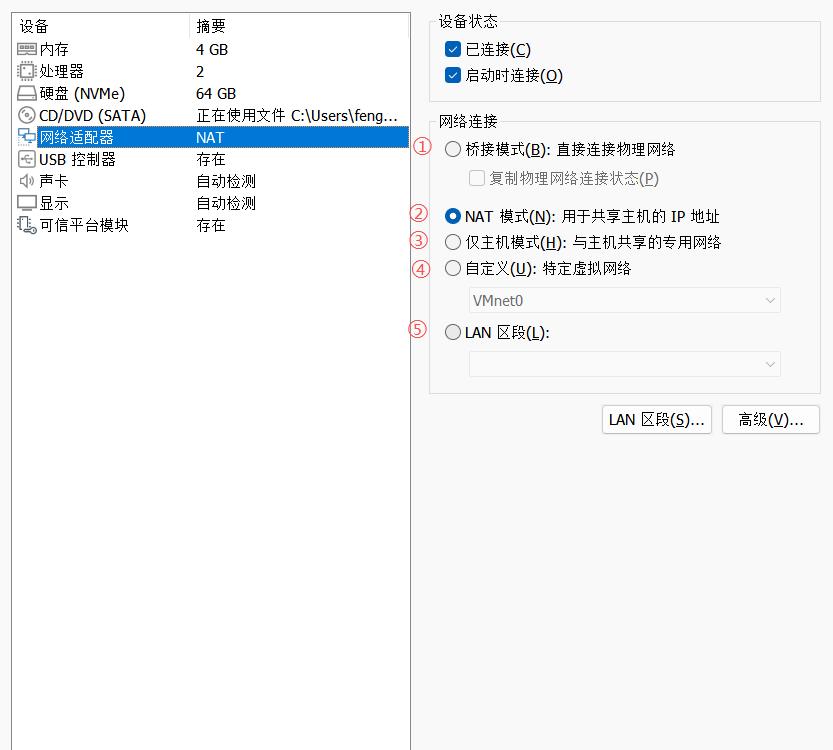 设备 摘要
内存 4 GB
处理器 2
硬盘 (NVMe) 64 GB
CD/DVD (SATA) 正在使用文件 C:\Users\feng...
网络适配器 NAT
USB 控制器 存在
声卡 自动检测
显示 自动检测
可信平台模块 存在
设备状态
已连接(C)
启动时连接(O)
网络连接
① 桥接模式(B): 直接连接物理网络
复制物理网络连接状态(P)
② NAT 模式(N): 用于共享主机的 IP 地址
③ 仅主机模式(H): 与主机共享的专用网络
④ 自定义(U): 特定虚拟网络
VMnet0
⑤ LAN 区段(L):
LAN 区段(S)... 高级(V)...